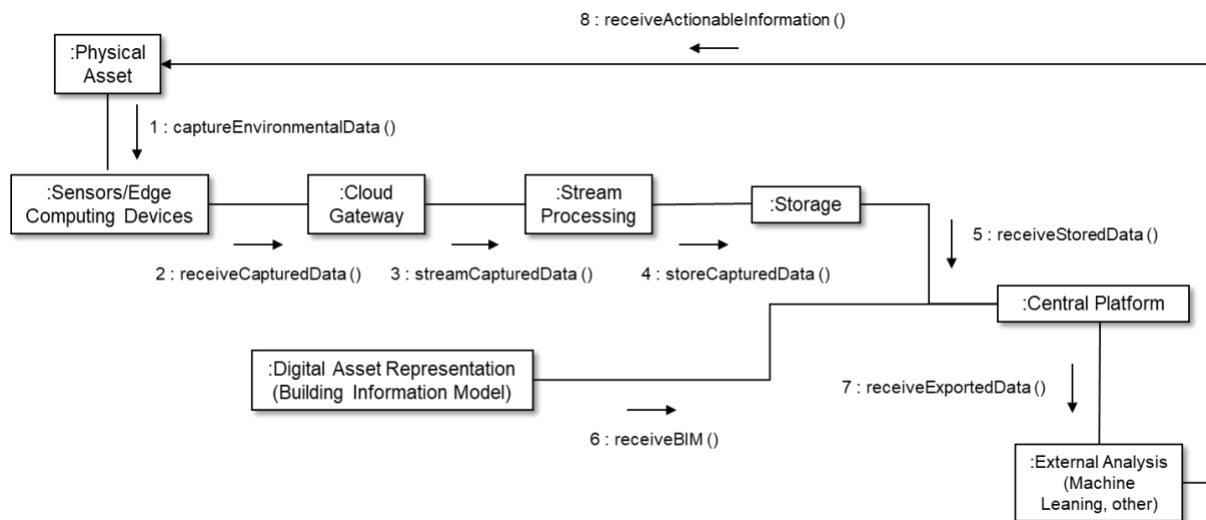 8 : receiveActionableInformation ()
:Physical
Asset
1 : captureEnvironmentalData ()
:Sensors/Edge
Computing Devices
:Cloud
Gateway
:Stream
Processing
:Storage
2 : receiveCapturedData ()
3 : streamCapturedData ()
4 : storeCapturedData ()
5 : receiveStoredData ()
:Central Platform
:Digital Asset Representation
(Building Information Model)
6 : receiveBIM ()
7 : receiveExportedData ()
:External Analysis
(Machine
Leaning, other)